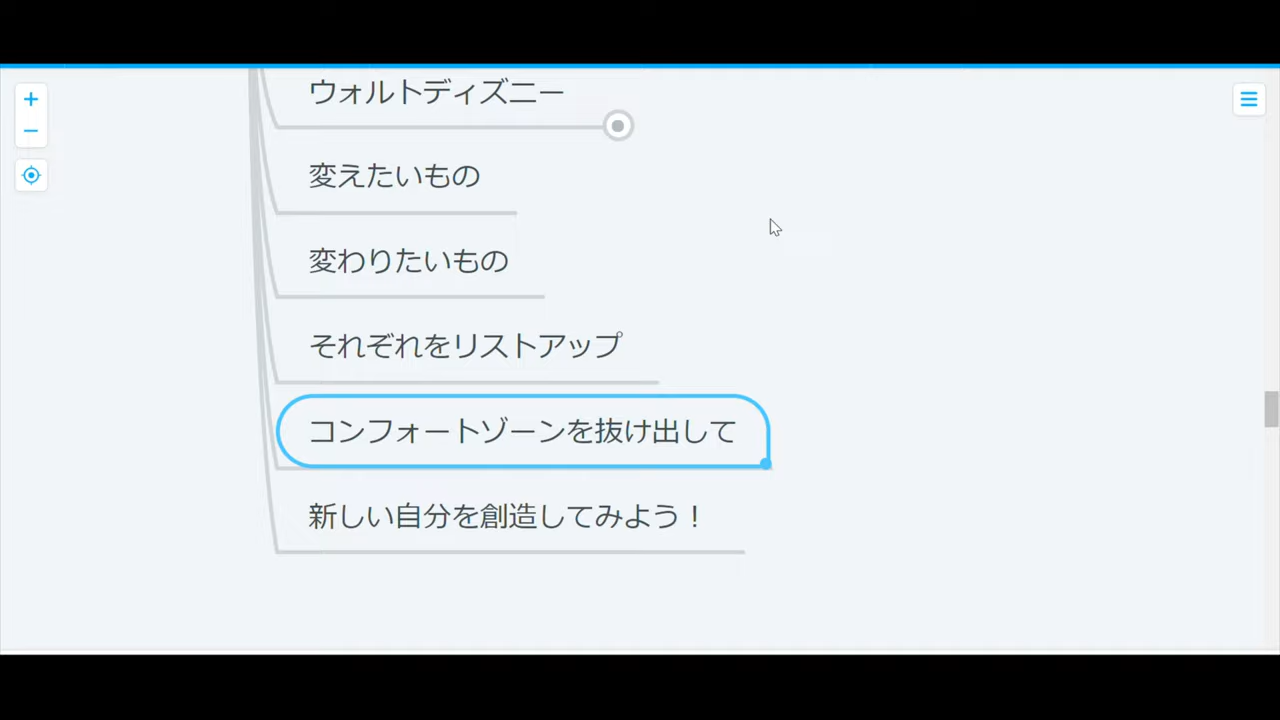 ウォルトディズニー
変えたいもの
変わりたいもの
それぞれをリストアップ
コンフォートゾーンを抜け出して
新しい自分を創造してみよう！